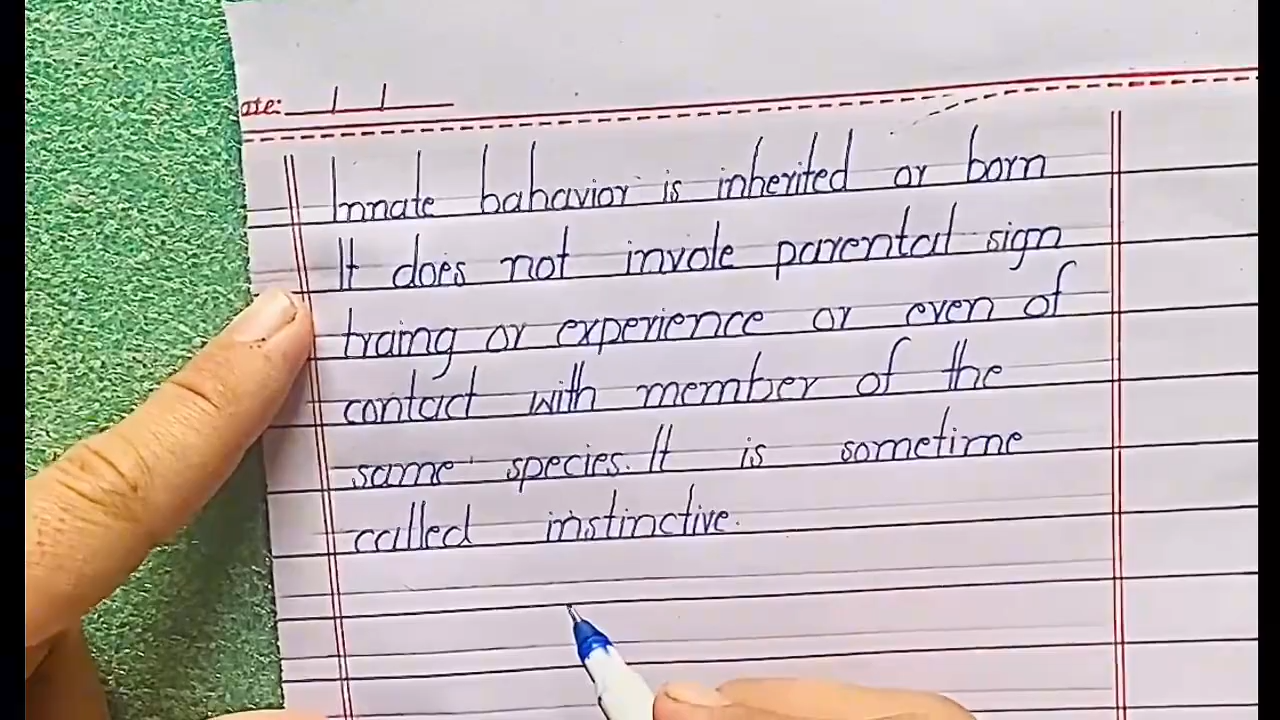 ate: / /
Innate bahavior is inherited or born
It does not invole parental sign
traing or experience or even of
contact with member of the
same species. It is sometime
called instinctive.